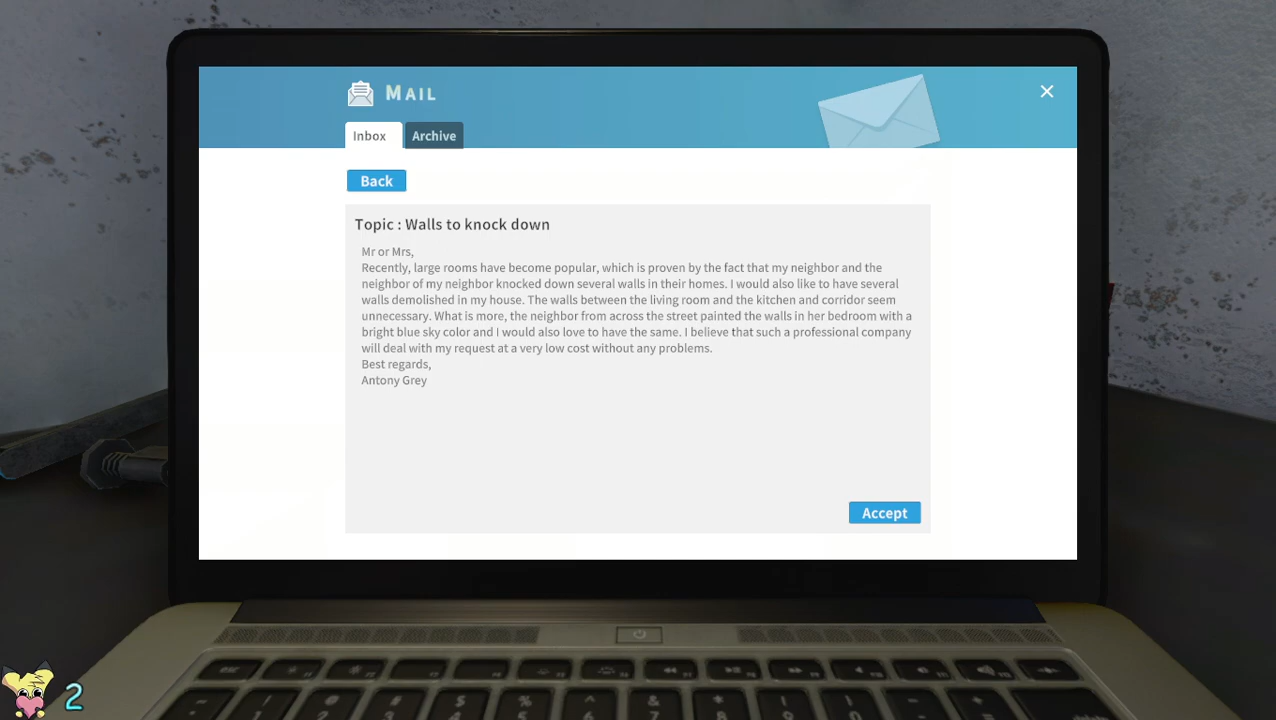 MAIL
Inbox
Archive
Back
Topic : Walls to knock down
Mr or Mrs,
Recently, large rooms have become popular, which is proven by the fact that my neighbor and the
neighbor of my neighbor knocked down several walls in their homes. I would also like to have several
walls demolished in my house. The walls between the living room and the kitchen and corridor seem
unnecessary. What is more, the neighbor from across the street painted the walls in her bedroom with a
bright blue sky color and I would also love to have the same. I believe that such a professional company
will deal with my request at a very low cost without any problems.
Best regards,
Antony Grey
Accept
esc
! @ # $ % ^ & * ( )
2